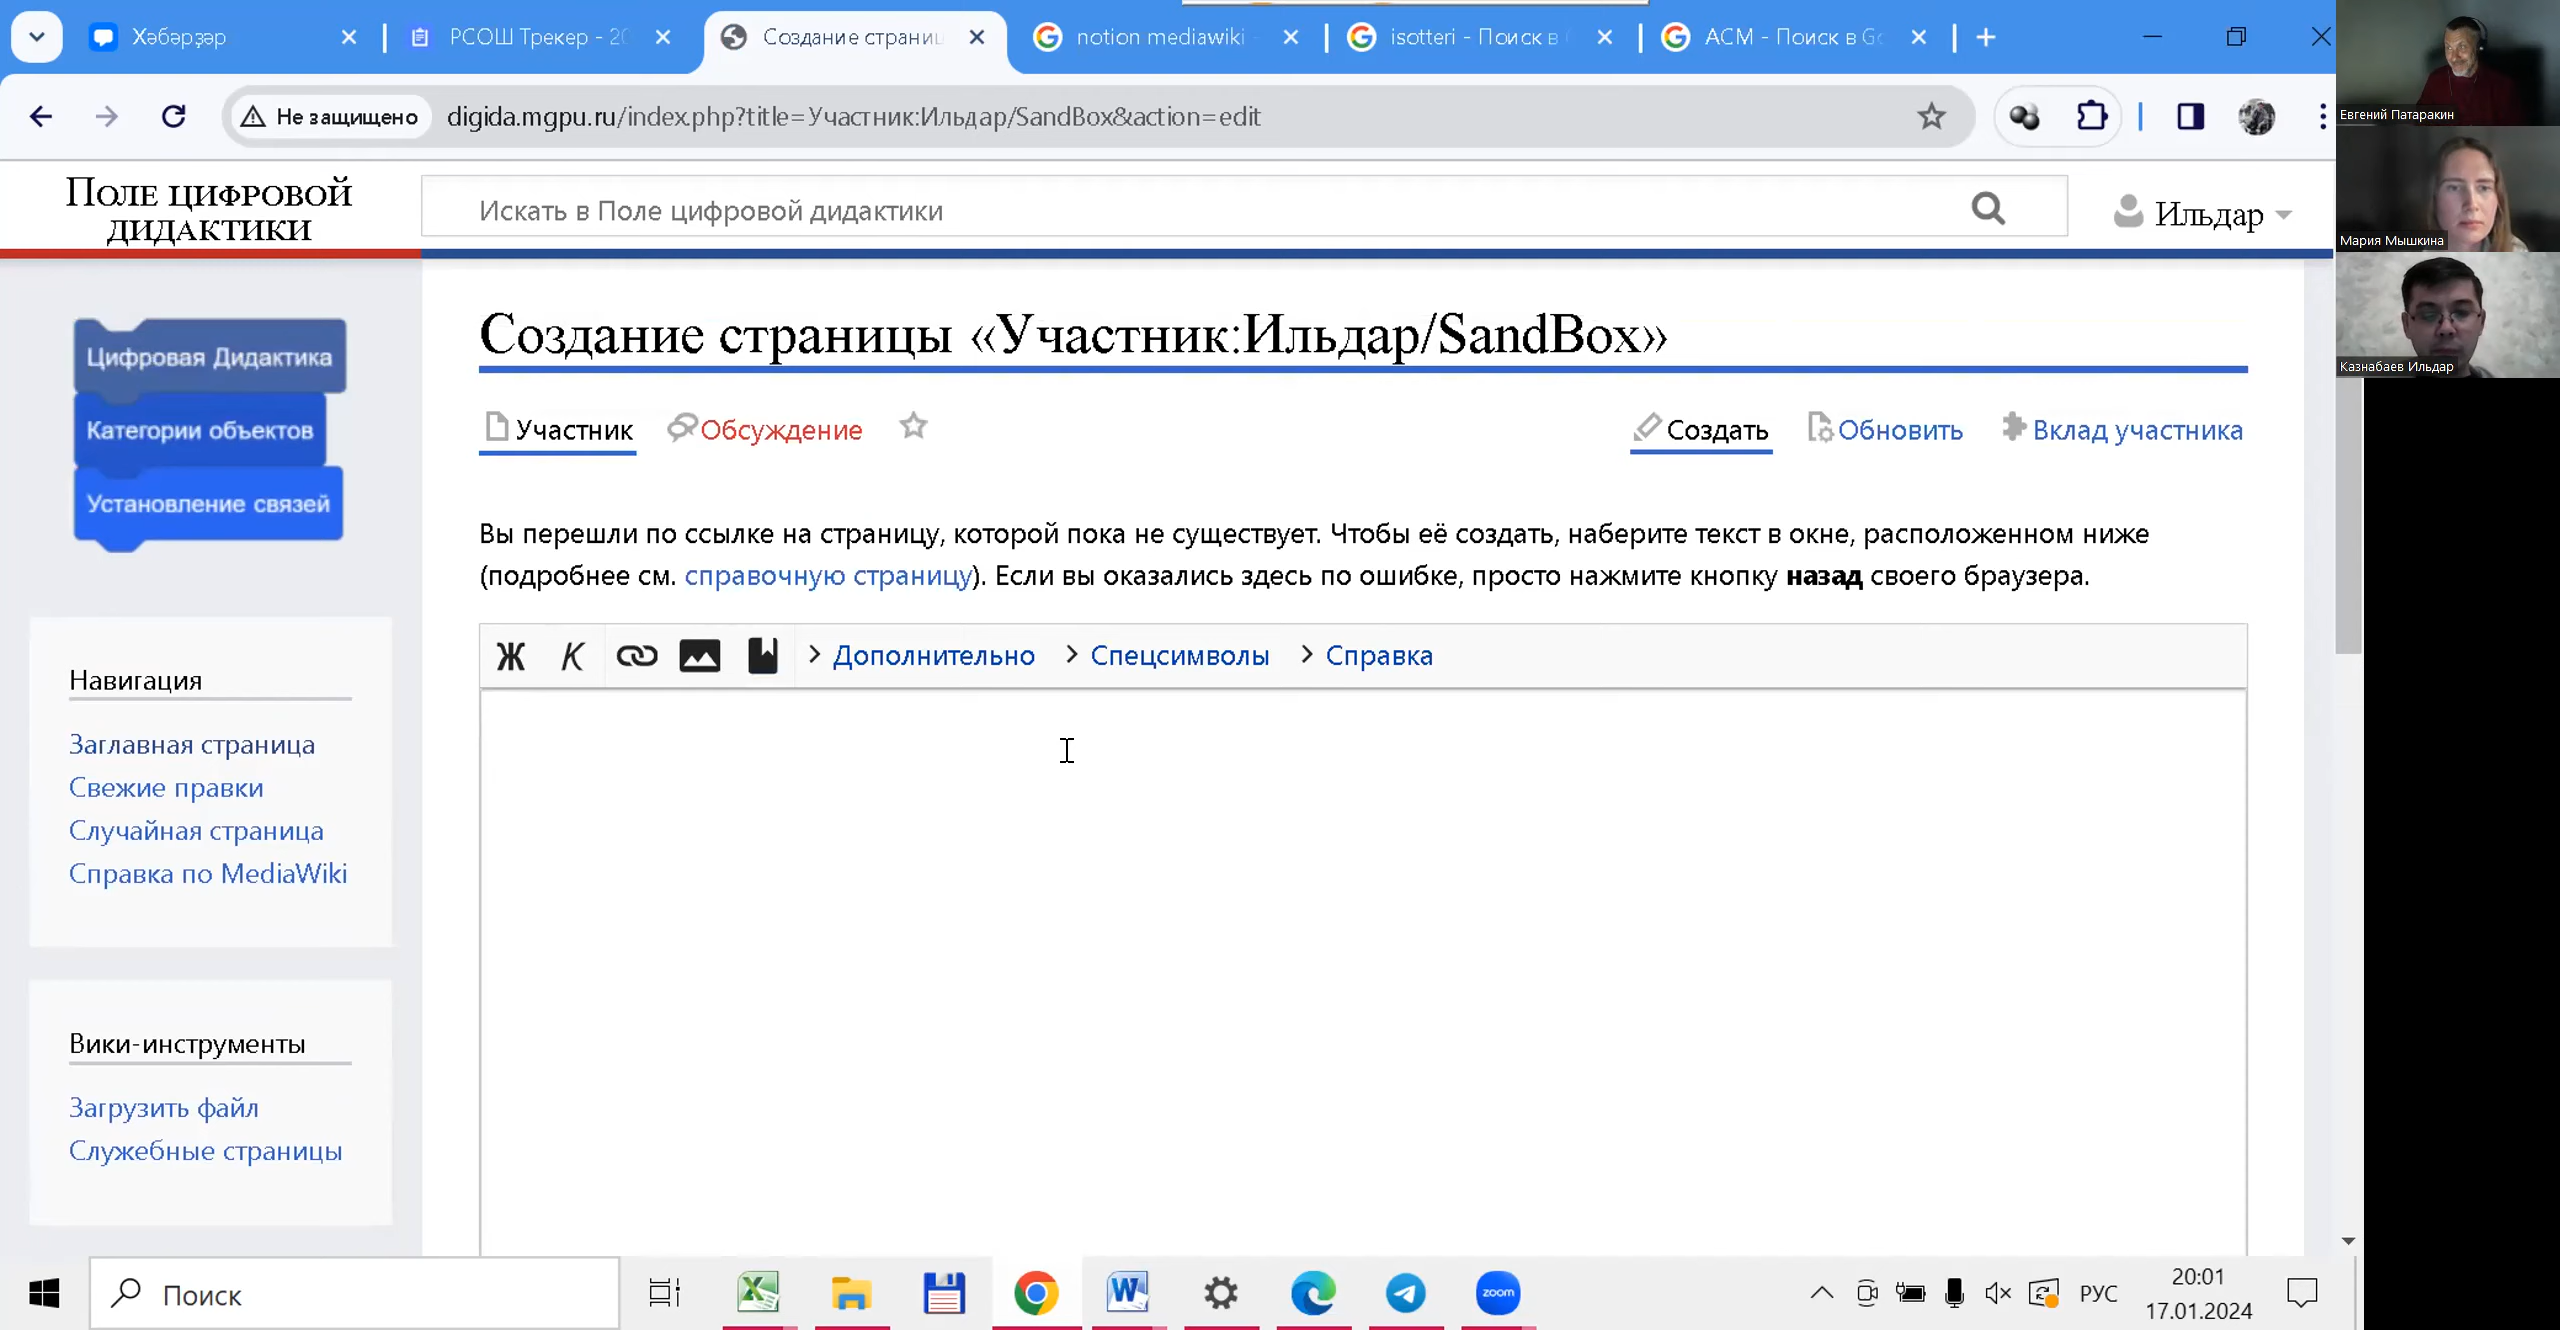 Хәбәрҙәр
РСОШ Трекер - 20
Создание страниц
notion mediawiki -
isotteri - Поиск в
АСМ - Поиск в Go
Не защищено
digida.mgpu.ru/index.php?title=Участник:Ильдар/SandBox&action=edit
Евгений Патаракин
Мария Мышкина
Казнабаев Ильдар
Поле цифровой
дидактики
Искать в Поле цифровой дидактики
Ильдар
Цифровая Дидактика
Категории объектов
Установление связей
Создание страницы «Участник:Ильдар/SandBox»
Участник
Обсуждение
Создать
Обновить
Вклад участника
Вы перешли по ссылке на страницу, которой пока не существует. Чтобы её создать, наберите текст в окне, расположенном ниже
(подробнее см. справочную страницу). Если вы оказались здесь по ошибке, просто нажмите кнопку назад своего браузера.
Ж К Дополнительно Спецсимволы Справка
Навигация
Заглавная страница
Свежие правки
Случайная страница
Справка по MediaWiki
Вики-инструменты
Загрузить файл
Служебные страницы
Поиск
zoom
РУС
20:01
17.01.2024